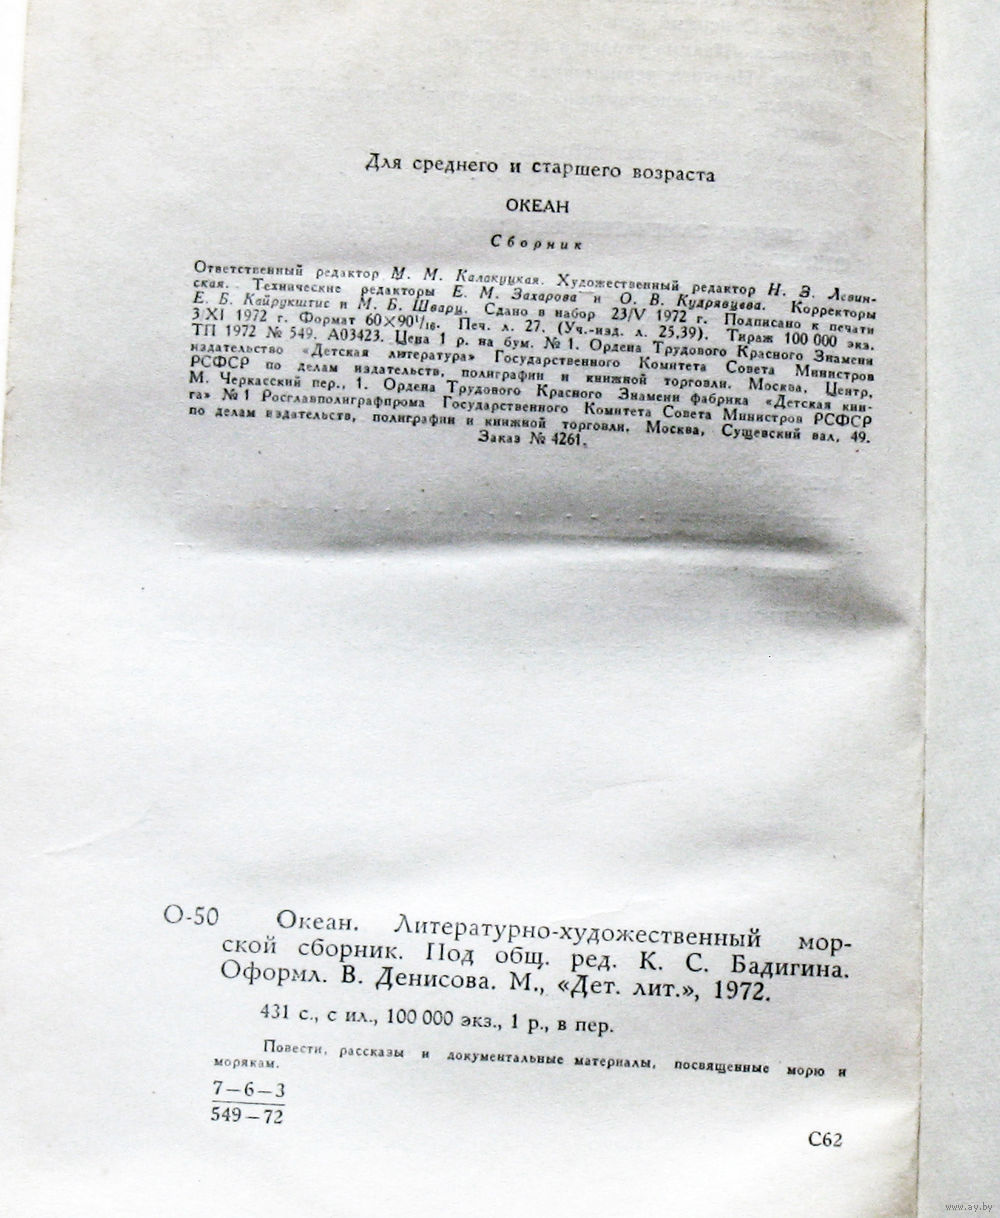 Для среднего и старшего возраста
ОКЕАН
Сборник
Ответственный редактор М. М. Калакуцкая. Художественный редактор Н. З. Левин-
ская. Технические редакторы Е. М. Захарова и О. В. Кудрявцева. Корректоры
Е. Б. Кайрукштис и М. Б. Шварц. Сдано в набор 23/V 1972 г. Подписано к печати
3/XI 1972 г. Формат 60×90¹/₁₆. Печ. л. 27. (Уч.-изд. л. 25,39). Тираж 100 000 экз.
ТП 1972 № 549. А03423. Цена 1 р. на бум. № 1. Ордена Трудового Красного Знамени
издательство «Детская литература» Государственного Комитета Совета Министров
РСФСР по делам издательств, полиграфии и книжной торговли. Москва, Центр,
М. Черкасский пер., 1. Ордена Трудового Красного Знамени фабрика «Детская кни-
га» № 1 Росглавполиграфпрома Государственного Комитета Совета Министров РСФСР
по делам издательств, полиграфии и книжной торговли. Москва, Сущевский вал, 49.
Заказ № 4261.
О-50 Океан. Литературно-художественный мор-
ской сборник. Под общ. ред. К. С. Бадигина.
Оформл. В. Денисова. М., «Дет. лит.», 1972.
431 с., с ил., 100 000 экз., 1 р., в пер.
Повести, рассказы и документальные материалы, посвященные морю и
морякам.
7—6—3
549—72
С62
www.ay.by